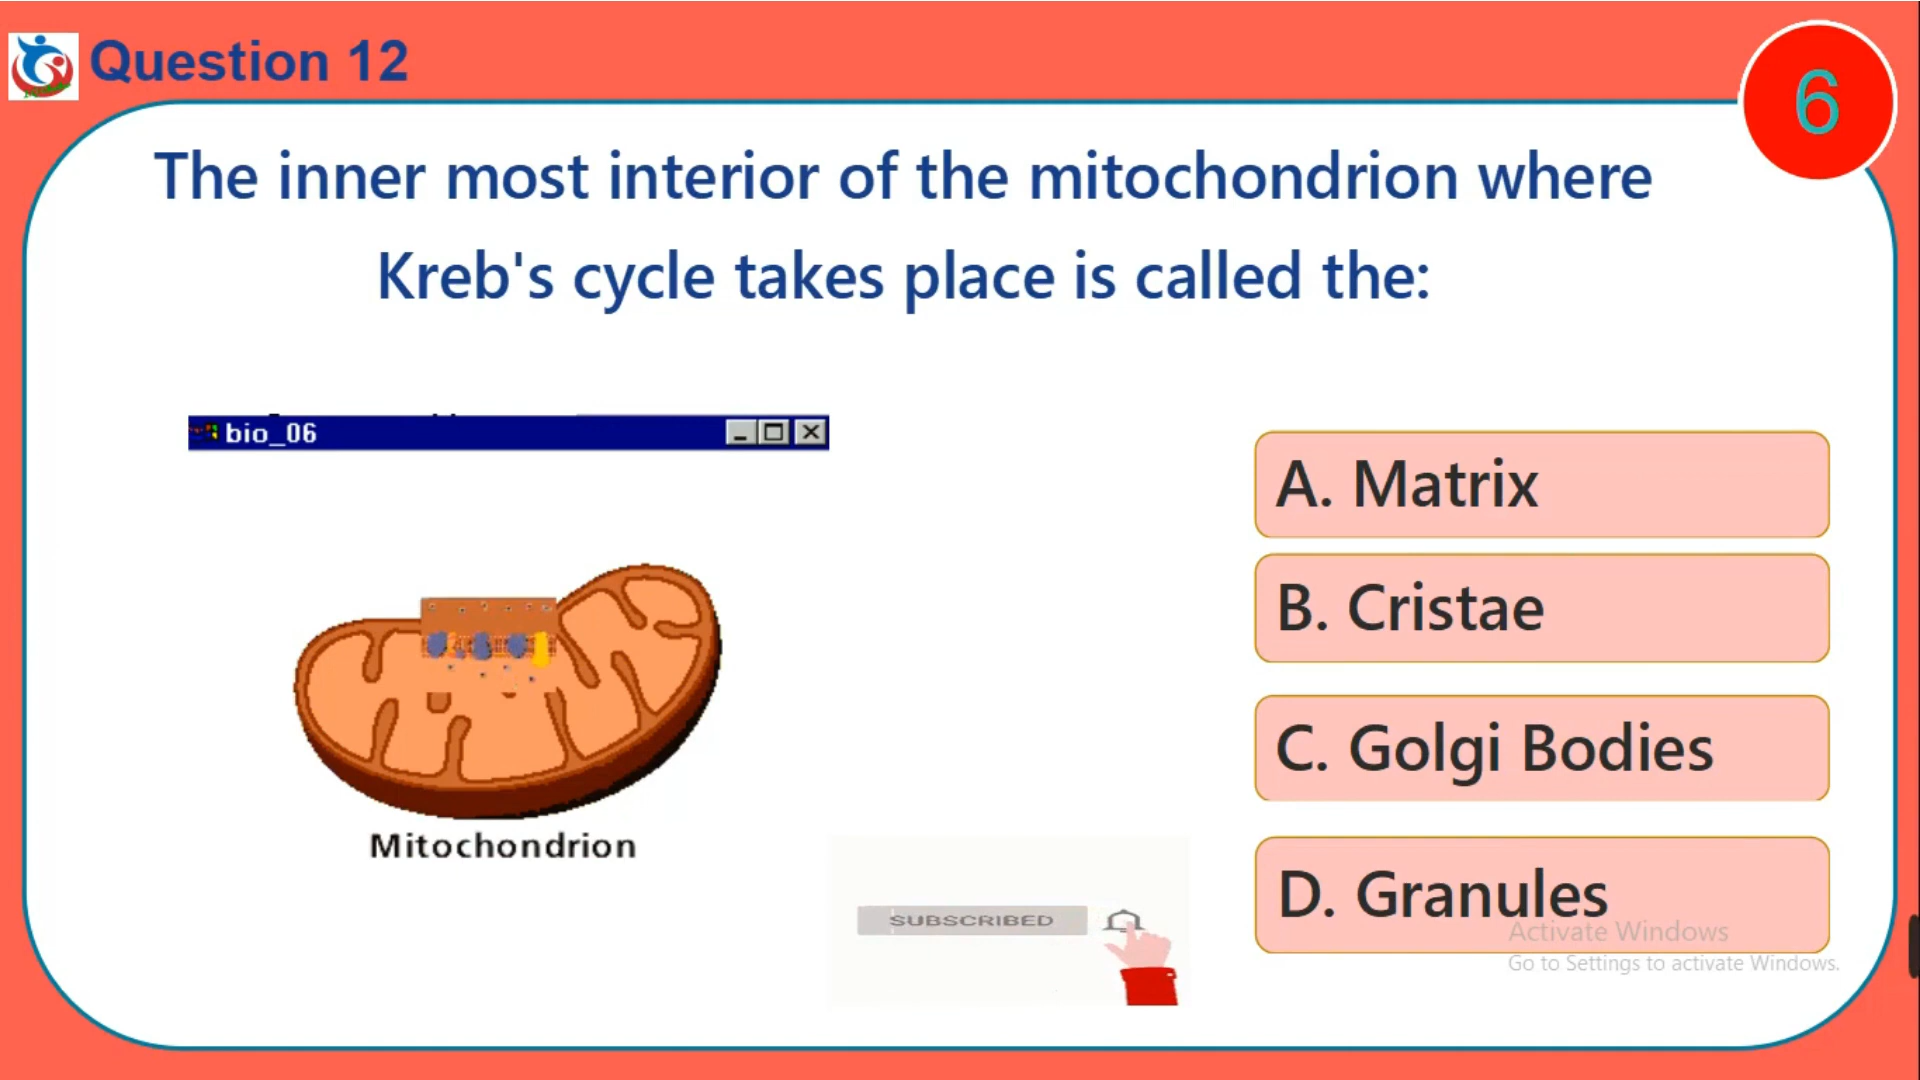 Question 12
6
The inner most interior of the mitochondrion where
Kreb's cycle takes place is called the:
bio_06
A. Matrix
B. Cristae
C. Golgi Bodies
D. Granules
Mitochondrion
SUBSCRIBED
Activate Windows
Go to Settings to activate Windows.